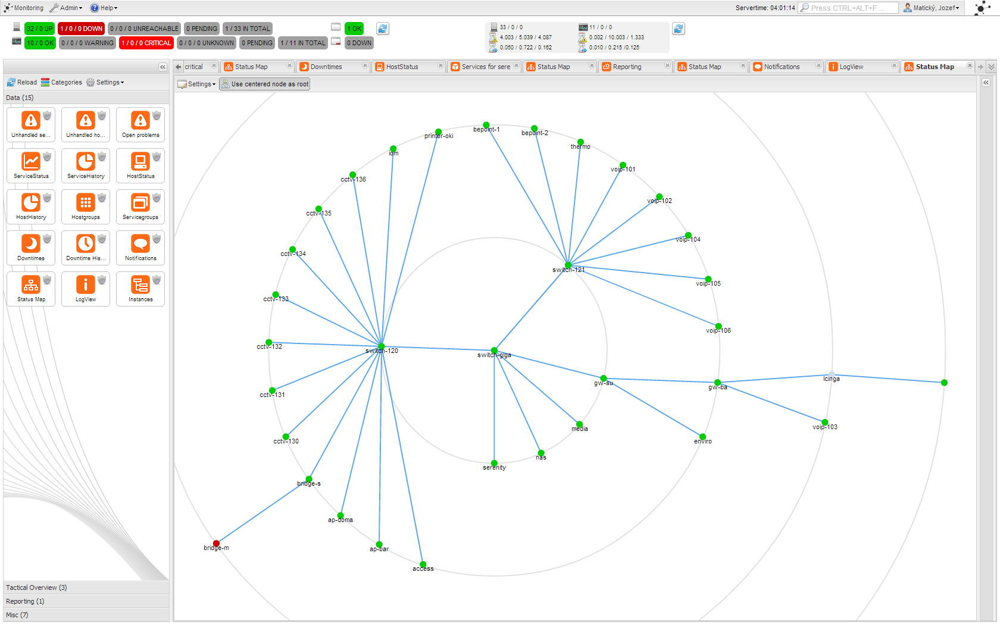 Monitoring Admin Help Servertime: 04:01:14 Press CTRL+ALT+F ... Matický, Jozef
32 / 0 UP 1 / 0 / 0 DOWN 0 / 0 / 0 UNREACHABLE 0 PENDING 1 / 33 IN TOTAL 1 OK 33 / 0 / 0 11 / 0 / 0
4.003 / 5.039 / 4.087 0.002 / 10.003 / 1.333
10 / 0 OK 0 / 0 / 0 WARNING 1 / 0 / 0 CRITICAL 0 / 0 / 0 UNKNOWN 0 PENDING 1 / 11 IN TOTAL 0 DOWN 0.050 / 0.722 / 0.162 0.010 / 0.215 /0.125
critical Status Map Downtimes HostStatus Services for sere Status Map Reporting Status Map Notifications LogView Status Map
Reload Categories Settings
Settings Use centered node as root
Data (15)
Unhandled se... Unhandled ho... Open problems
ServiceStatus ServiceHistory HostStatus
HostHistory Hostgroups Servicegroups
Downtimes Downtime His... Notifications
Status Map LogView Instances
Tactical Overview (3)
Reporting (1)
Misc (7)
bepoint-1
bepoint-2
printer-oki
thermo
iom
voip-101
cctv-136
voip-102
cctv-135
voip-104
cctv-134
switch-121
voip-105
cctv-133
voip-106
cctv-132
switch-120
switch-giga
Icinga
gw-su
gw-ba
cctv-131
voip-103
media
cctv-130
enviro
nas
serenity
bridge-s
ap-doma
bridge-m
ap-bar
access